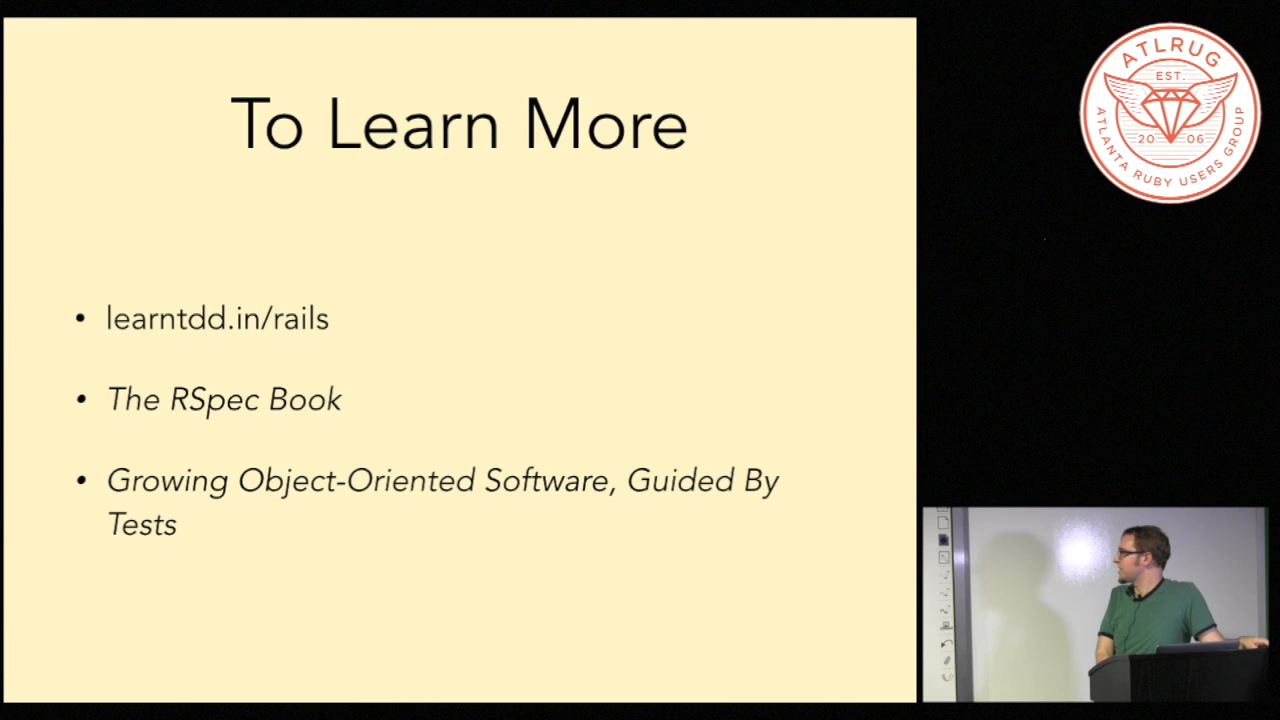 To Learn More
• learntdd.in/rails
• The RSpec Book
• Growing Object-Oriented Software, Guided By
Tests
ATLRUG
EST.
20 06
ATLANTA RUBY USERS GROUP